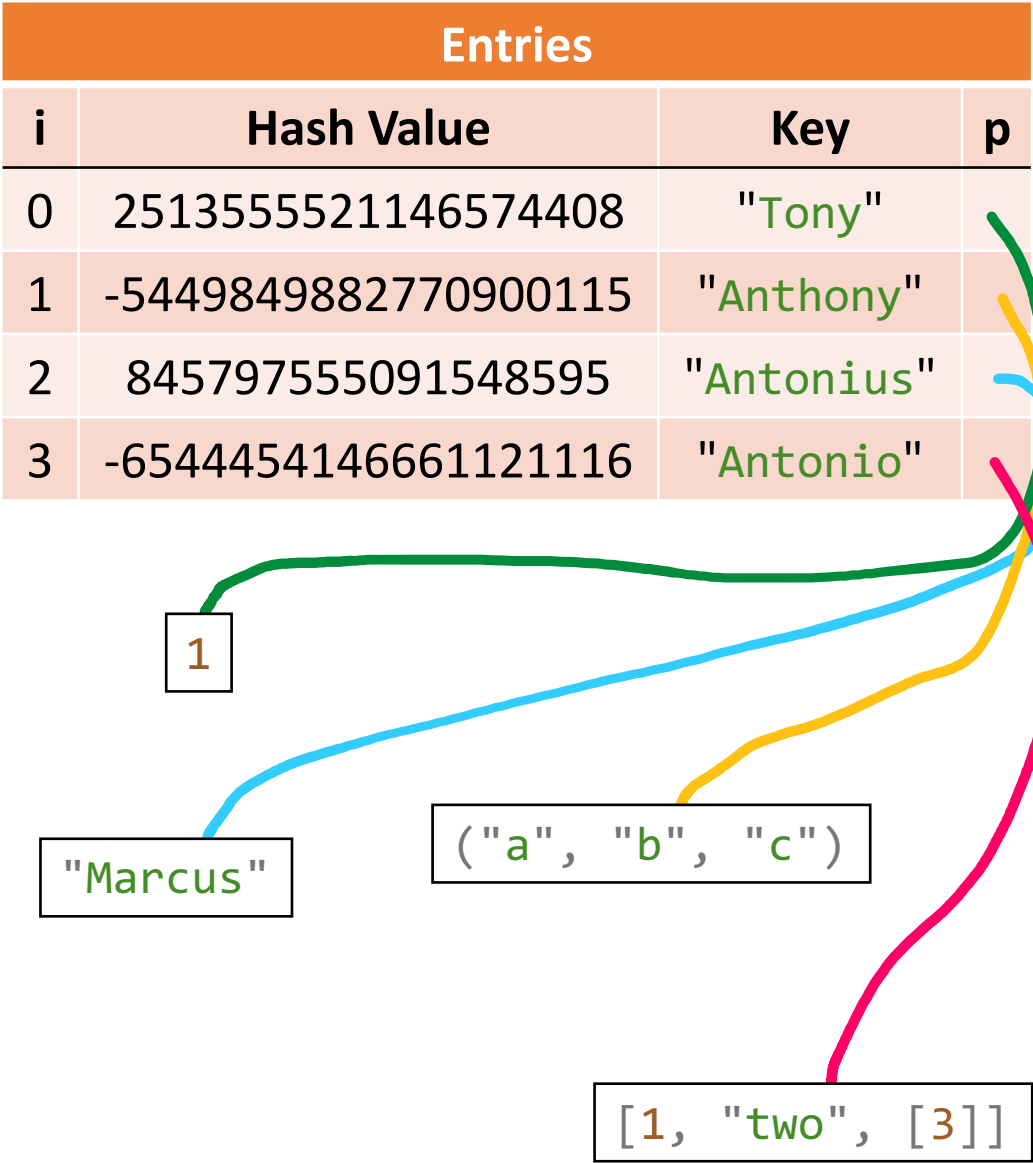 Entries
i Hash Value Key p
0 2513555521146574408 "Tony"
1 -5449849882770900115 "Anthony"
2 845797555091548595 "Antonius"
3 -6544454146661121116 "Antonio"
1
"Marcus"
("a", "b", "c")
[1, "two", [3]]